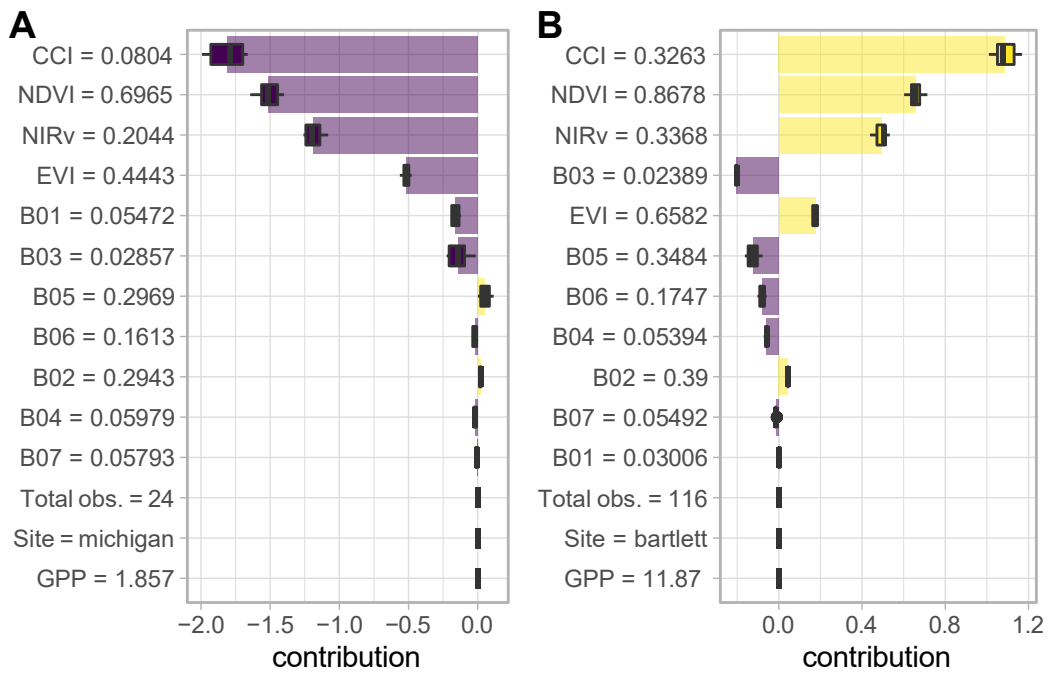 A
CCI = 0.0804
NDVI = 0.6965
NIRv = 0.2044
EVI = 0.4443
B01 = 0.05472
B03 = 0.02857
B05 = 0.2969
B06 = 0.1613
B02 = 0.2943
B04 = 0.05979
B07 = 0.05793
Total obs. = 24
Site = michigan
GPP = 1.857
−2.0 −1.5 −1.0 −0.5 0.0
contribution
B
CCI = 0.3263
NDVI = 0.8678
NIRv = 0.3368
B03 = 0.02389
EVI = 0.6582
B05 = 0.3484
B06 = 0.1747
B04 = 0.05394
B02 = 0.39
B07 = 0.05492
B01 = 0.03006
Total obs. = 116
Site = bartlett
GPP = 11.87
0.0 0.4 0.8 1.2
contribution